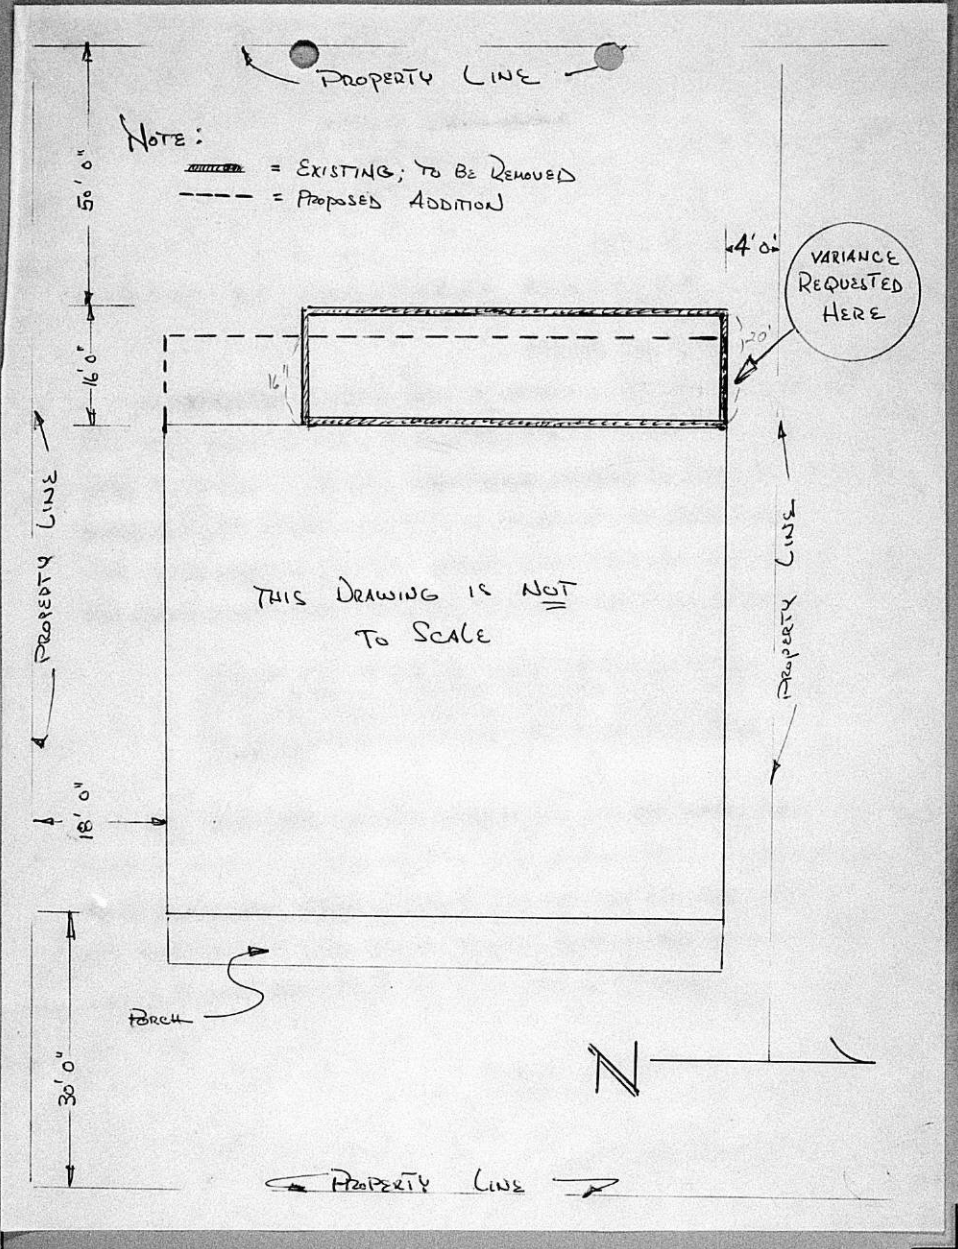 PROPERTY LINE
NOTE:
= EXISTING; TO BE REMOVED
= PROPOSED ADDITION
50' 0"
4' 0"
VARIANCE
REQUESTED
HERE
16' 0"
16"
20'
PROPERTY LINE
PROPERTY LINE
THIS DRAWING IS NOT
TO SCALE
18' 0"
PORCH
30' 0"
N
PROPERTY LINE